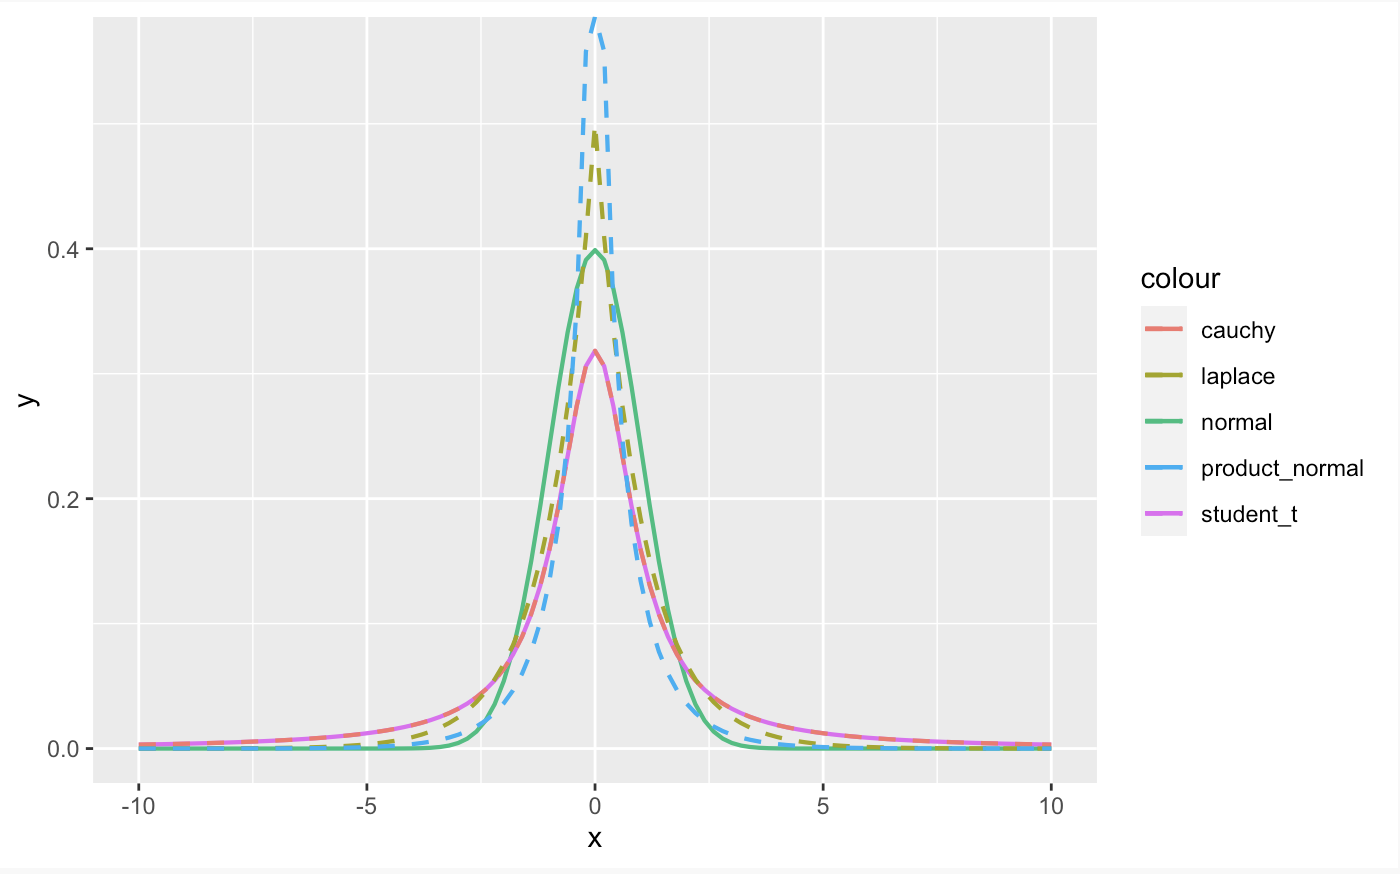 0.4
0.2
0.0
y
-10 -5 0 5 10
x
colour
cauchy
laplace
normal
product_normal
student_t